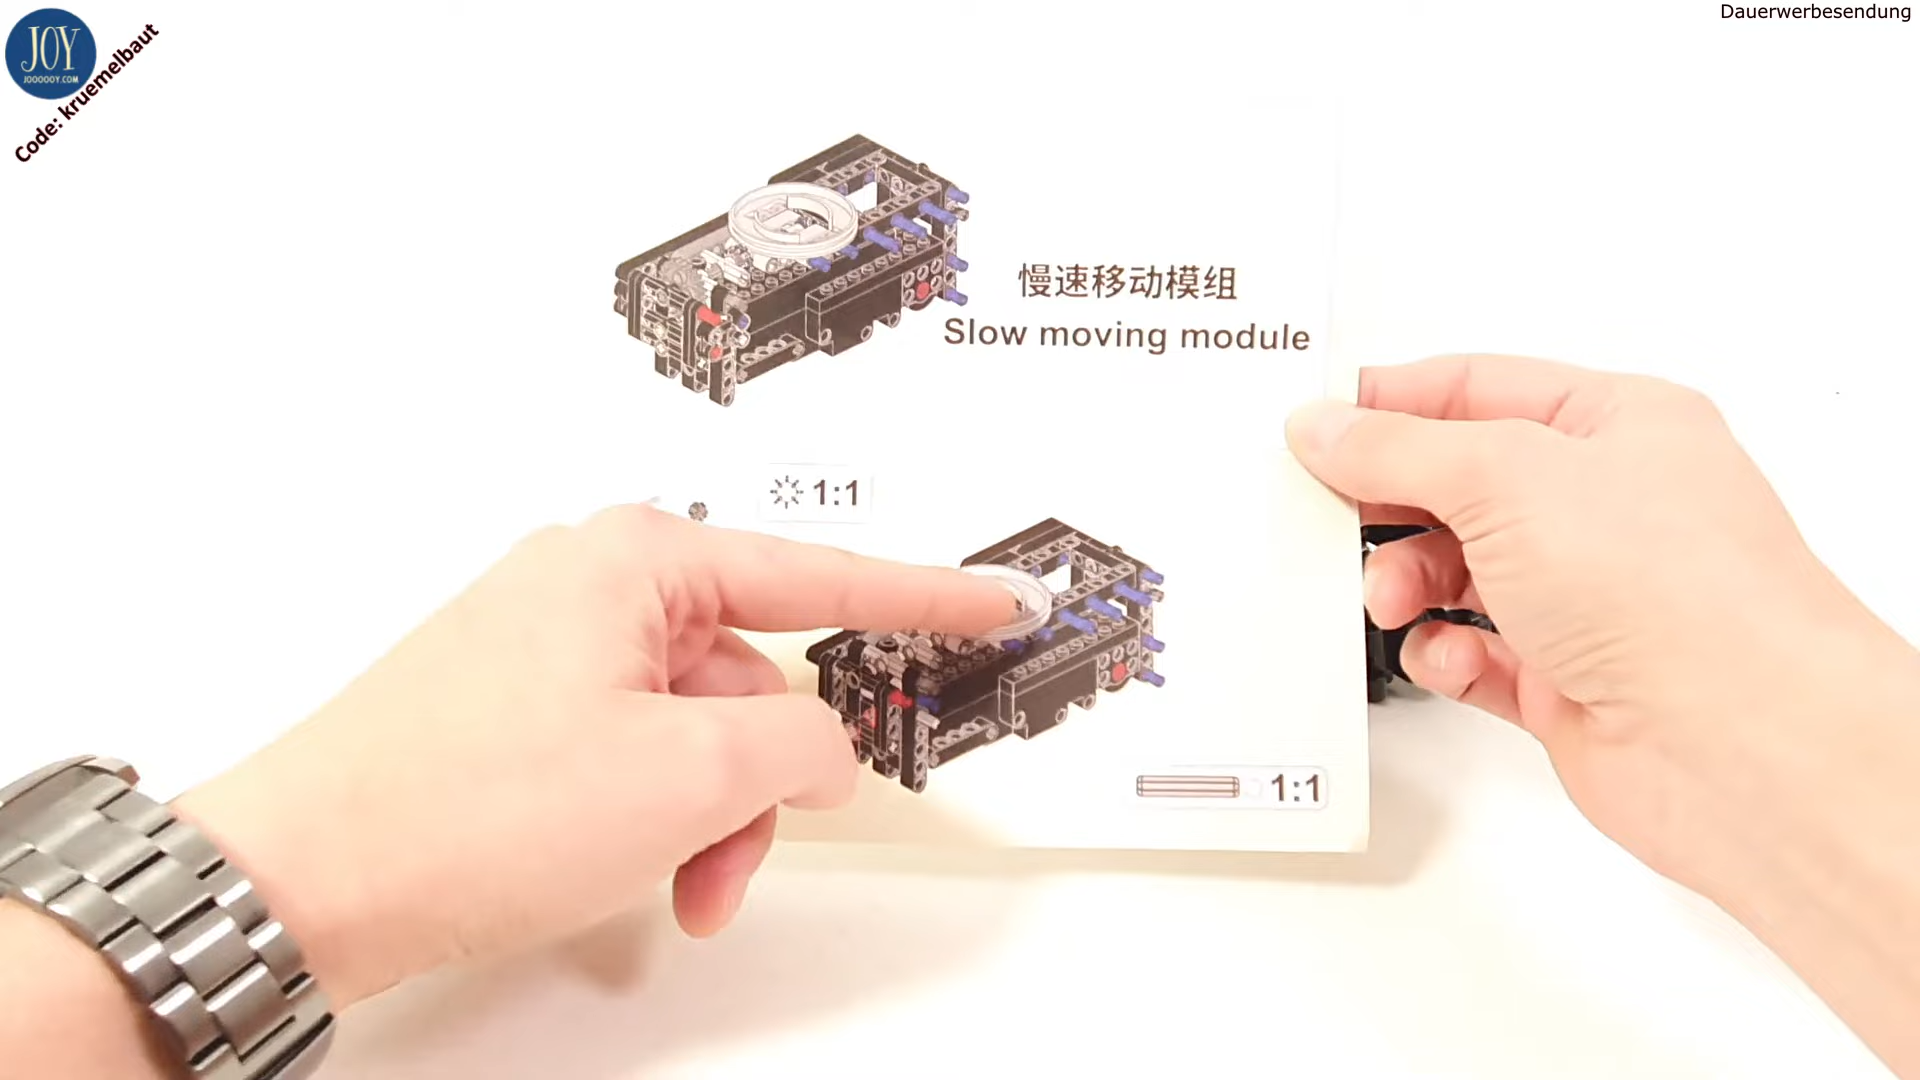 JOY
JOOOOOY.COM
Code: kruemelbaut
Dauerwerbesendung
慢速移动模组
Slow moving module
1:1
1:1